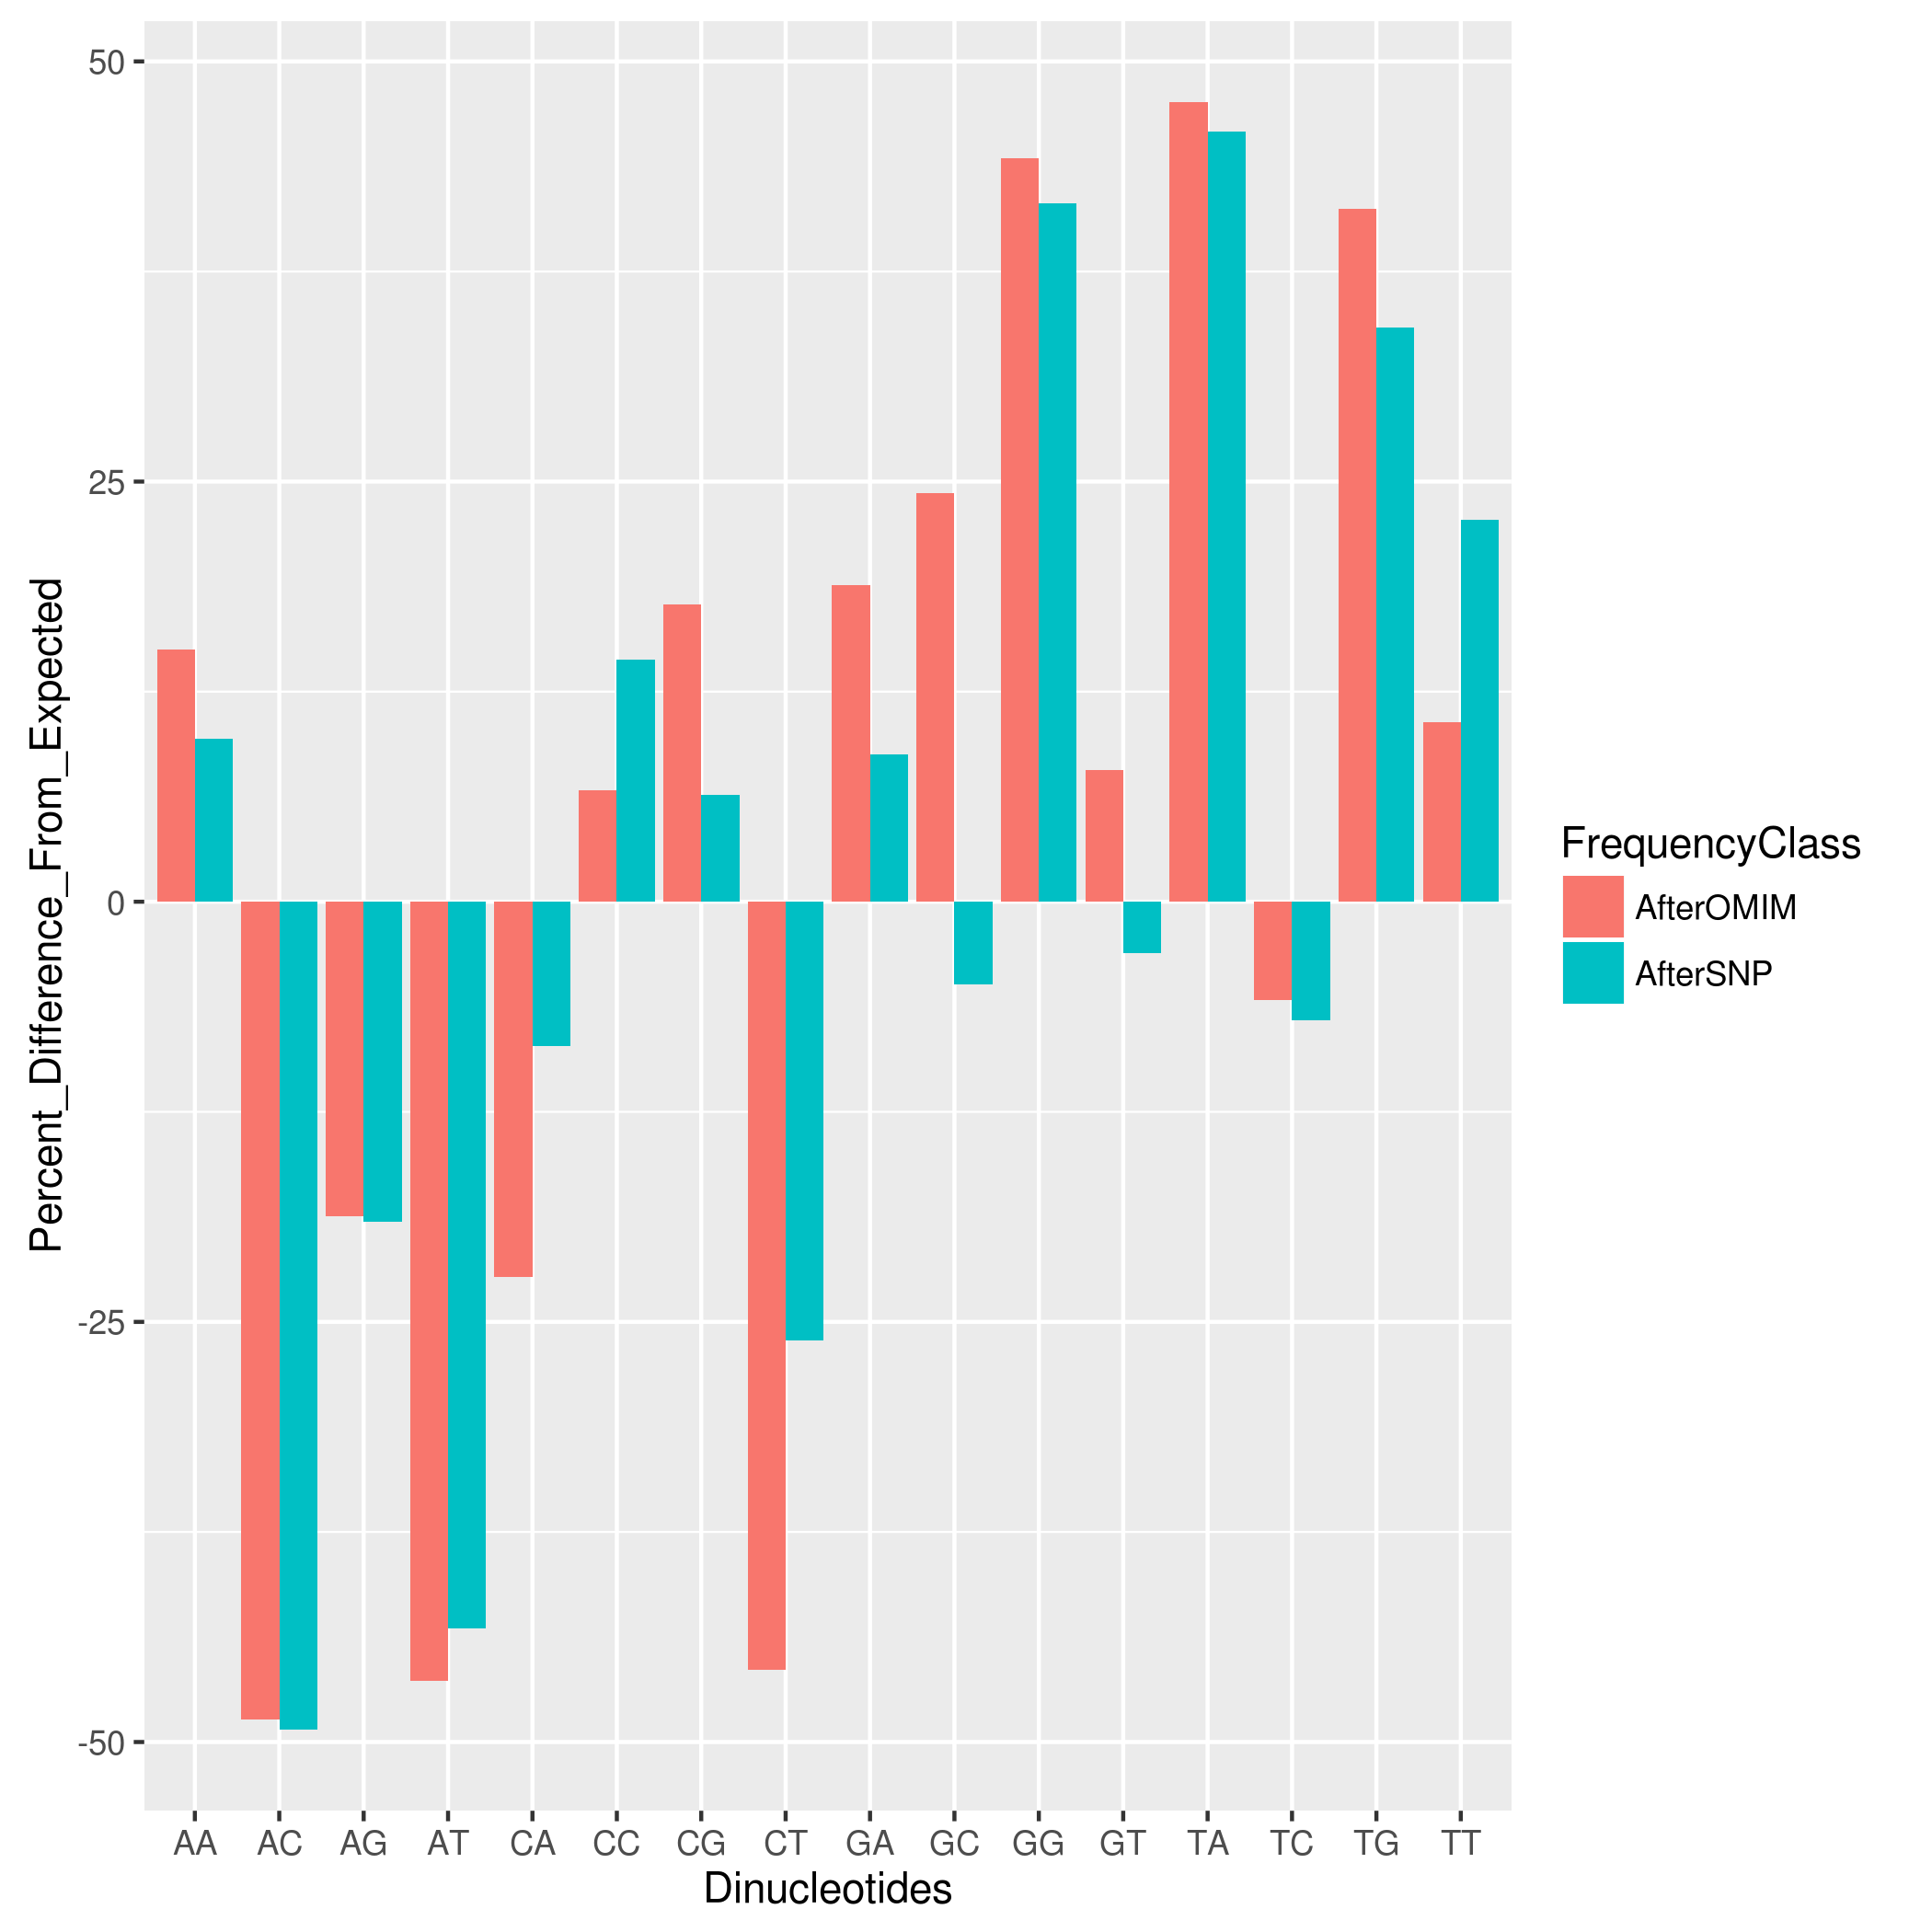 Percent_Difference_From_Expected
50
25
0
-25
-50
AA AC AG AT CA CC CG CT GA GC GG GT TA TC TG TT
Dinucleotides
FrequencyClass
AfterOMIM
AfterSNP